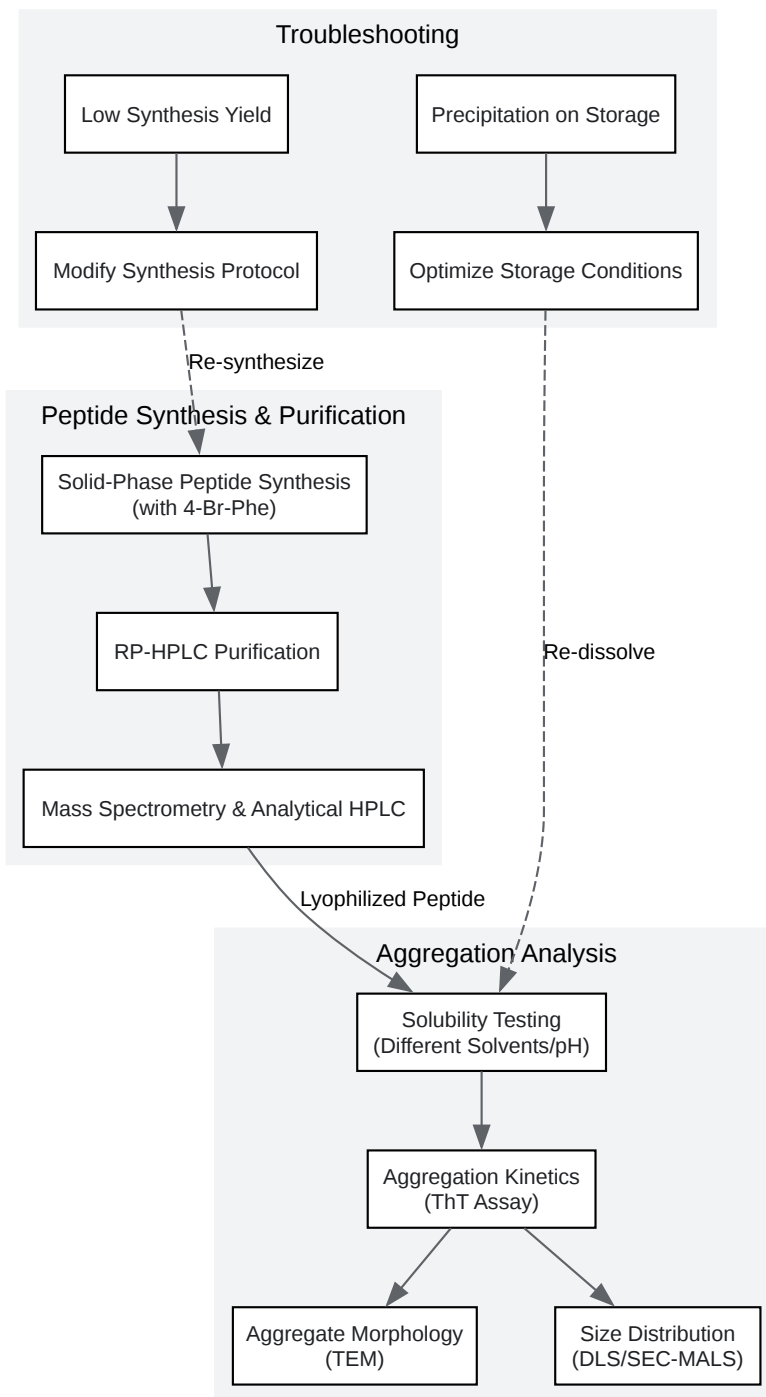 Troubleshooting
Low Synthesis Yield
Precipitation on Storage
Modify Synthesis Protocol
Optimize Storage Conditions
Re-synthesize
Peptide Synthesis & Purification
Solid-Phase Peptide Synthesis
(with 4-Br-Phe)
RP-HPLC Purification
Re-dissolve
Mass Spectrometry & Analytical HPLC
Lyophilized Peptide
Aggregation Analysis
Solubility Testing
(Different Solvents/pH)
Aggregation Kinetics
(ThT Assay)
Aggregate Morphology
(TEM)
Size Distribution
(DLS/SEC-MALS)